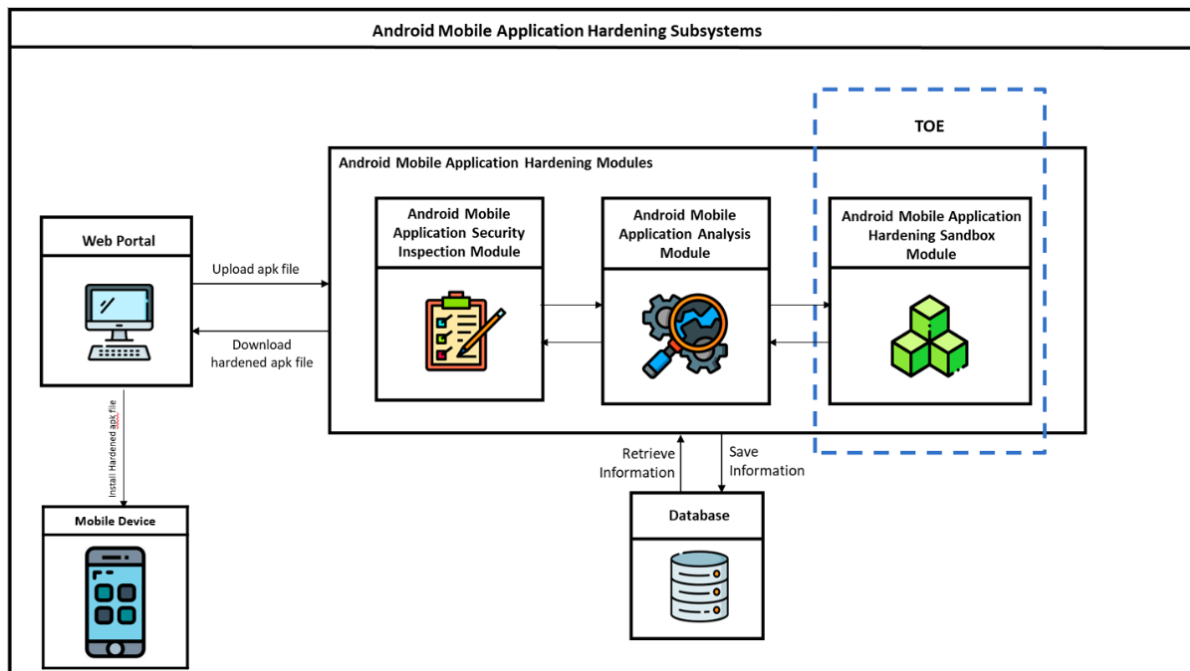 Android Mobile Application Hardening Subsystems
TOE
Android Mobile Application Hardening Modules
Android Mobile
Application Security
Inspection Module
Android Mobile
Application Analysis
Module
Android Mobile Application
Hardening Sandbox
Module
Web Portal
Upload apk file
Download
hardened apk file
Install Hardened apk file
Retrieve
Information
Save
Information
Mobile Device
Database